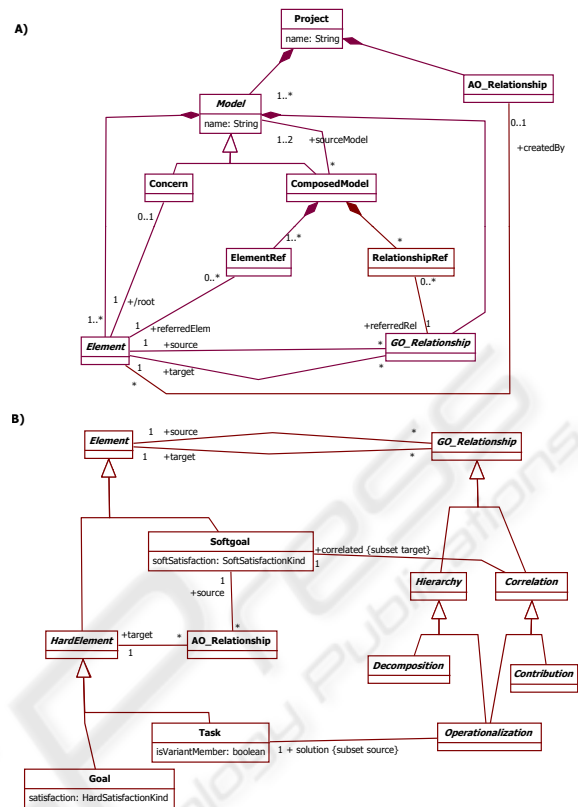 A)
Project
name: String
AO_Relationship
Model
name: String
1..*
1..2
+sourceModel
*
0..1
+createdBy
Concern
ComposedModel
0..1
1..*
*
ElementRef
RelationshipRef
0..*
0..*
1
+/root
1..*
1
+referredElem
+referredRel
1
Element
1
+source
*
GO_Relationship
1
+target
*
*
B)
Element
1
+source
*
GO_Relationship
1
+target
*
Softgoal
softSatisfaction: SoftSatisfactionKind
+correlated {subset target}
1
Hierarchy
Correlation
1
+source
*
HardElement
+target
1
*
AO_Relationship
Decomposition
Contribution
Task
isVariantMember: boolean
1 + solution {subset source}
Operationalization
Goal
satisfaction: HardSatisfactionKind
Press
ology Publications